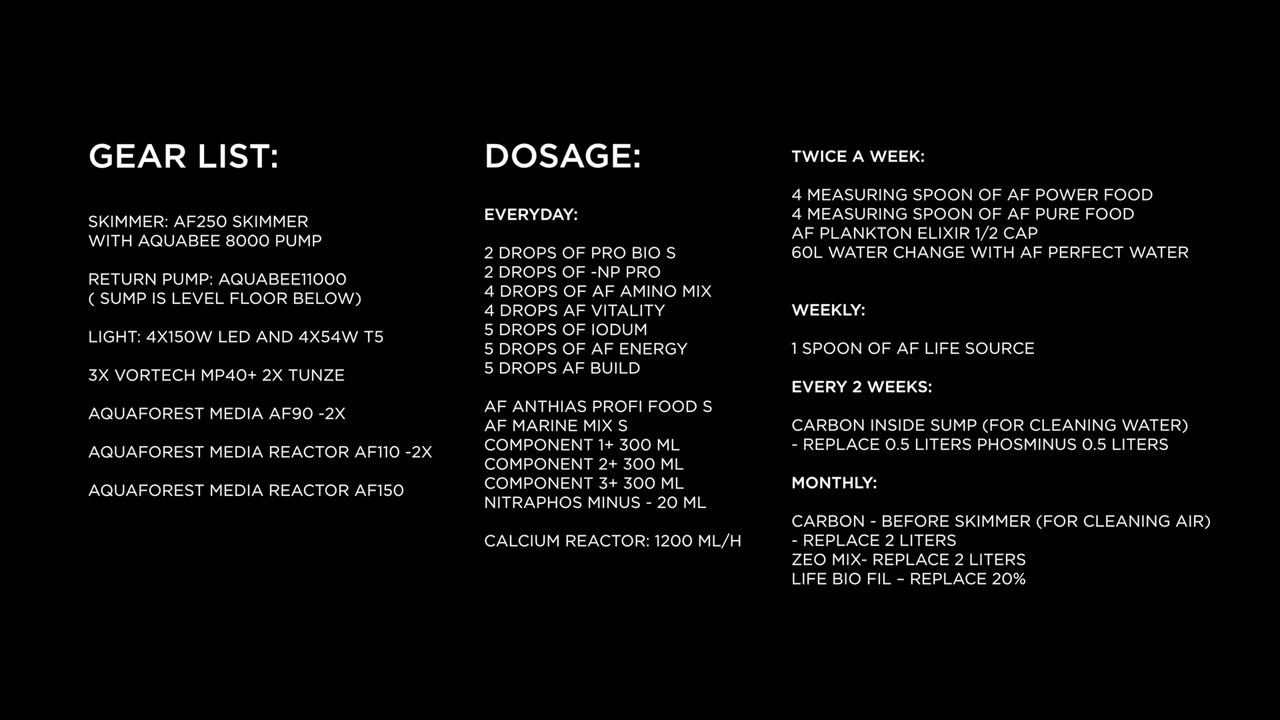 GEAR LIST:
SKIMMER: AF250 SKIMMER
WITH AQUABEE 8000 PUMP
RETURN PUMP: AQUABEE11000
( SUMP IS LEVEL FLOOR BELOW)
LIGHT: 4X150W LED AND 4X54W T5
3X VORTECH MP40+ 2X TUNZE
AQUAFOREST MEDIA AF90 -2X
AQUAFOREST MEDIA REACTOR AF110 -2X
AQUAFOREST MEDIA REACTOR AF150
DOSAGE:
EVERYDAY:
2 DROPS OF PRO BIO S
2 DROPS OF -NP PRO
4 DROPS OF AF AMINO MIX
4 DROPS AF VITALITY
5 DROPS OF IODUM
5 DROPS OF AF ENERGY
5 DROPS AF BUILD
AF ANTHIAS PROFI FOOD S
AF MARINE MIX S
COMPONENT 1+ 300 ML
COMPONENT 2+ 300 ML
COMPONENT 3+ 300 ML
NITRAPHOS MINUS - 20 ML
CALCIUM REACTOR: 1200 ML/H
TWICE A WEEK:
4 MEASURING SPOON OF AF POWER FOOD
4 MEASURING SPOON OF AF PURE FOOD
AF PLANKTON ELIXIR 1/2 CAP
60L WATER CHANGE WITH AF PERFECT WATER
WEEKLY:
1 SPOON OF AF LIFE SOURCE
EVERY 2 WEEKS:
CARBON INSIDE SUMP (FOR CLEANING WATER)
- REPLACE 0.5 LITERS PHOSMINUS 0.5 LITERS
MONTHLY:
CARBON - BEFORE SKIMMER (FOR CLEANING AIR)
- REPLACE 2 LITERS
ZEO MIX- REPLACE 2 LITERS
LIFE BIO FIL – REPLACE 20%